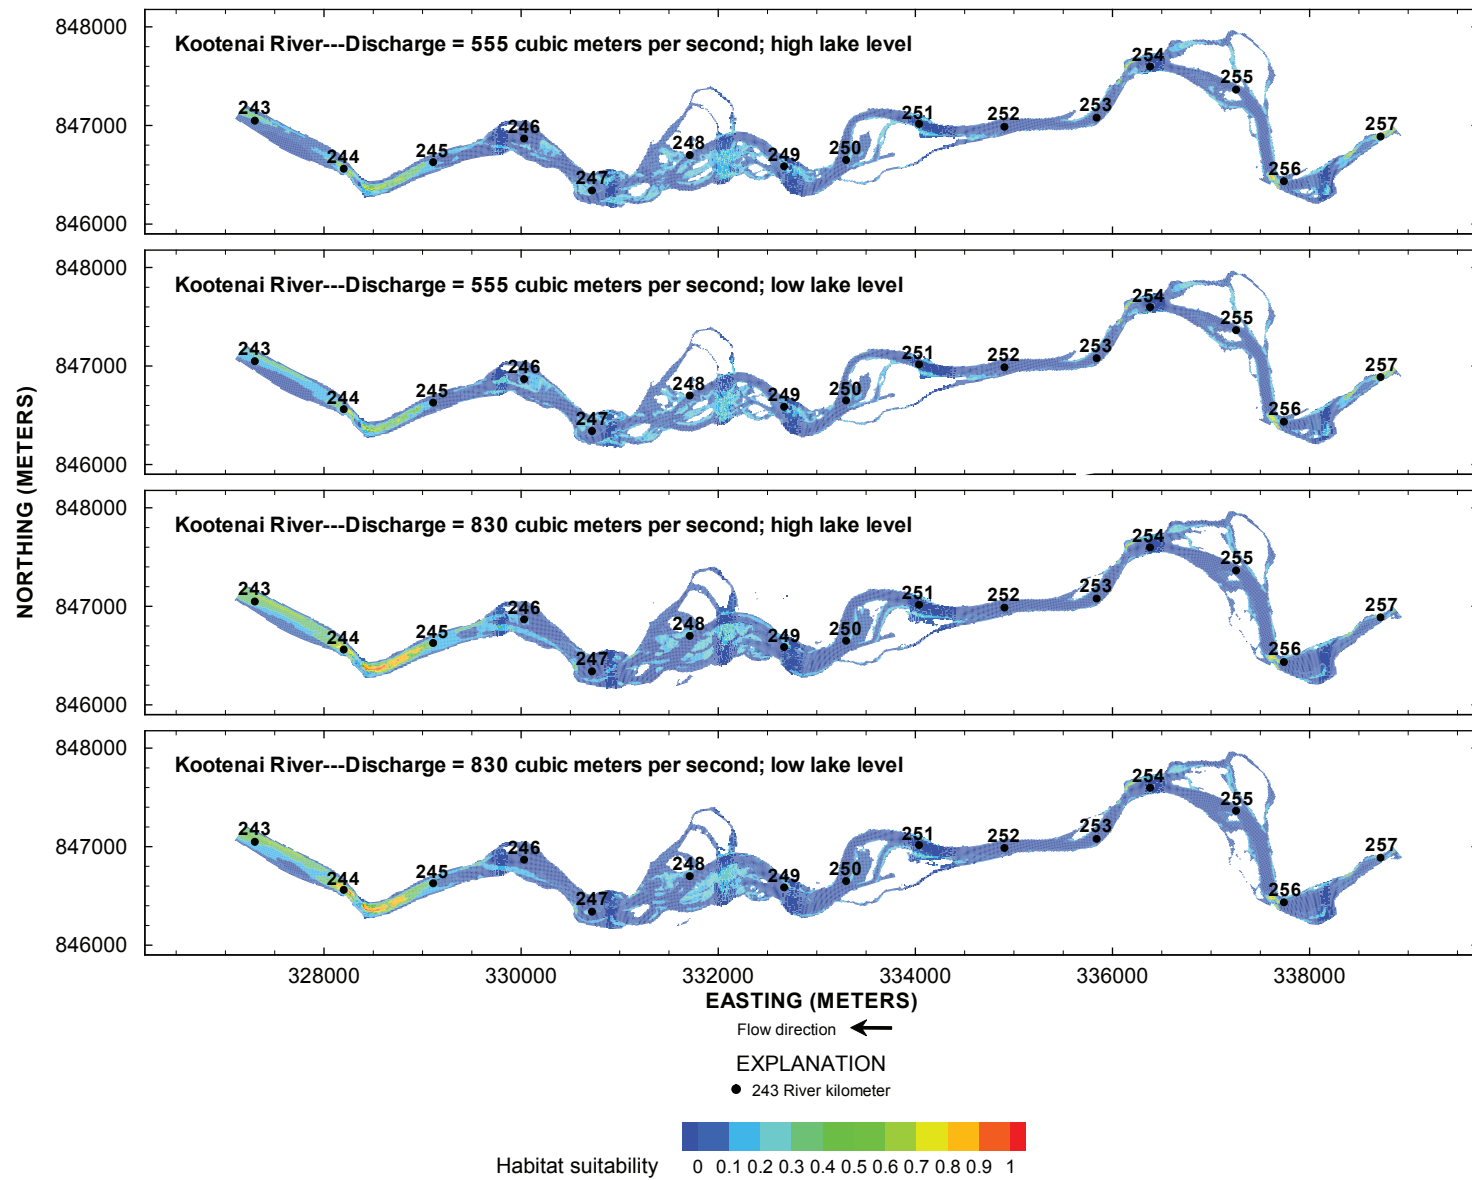 848000
Kootenai River---Discharge = 555 cubic meters per second; high lake level
847000
846000
243 244 245 246 247 248 249 250 251 252 253 254 255 256 257
848000
Kootenai River---Discharge = 555 cubic meters per second; low lake level
847000
846000
243 244 245 246 247 248 249 250 251 252 253 254 255 256 257
NORTHING (METERS)
848000
Kootenai River---Discharge = 830 cubic meters per second; high lake level
847000
846000
243 244 245 246 247 248 249 250 251 252 253 254 255 256 257
848000
Kootenai River---Discharge = 830 cubic meters per second; low lake level
847000
846000
243 244 245 246 247 248 249 250 251 252 253 254 255 256 257
328000 330000 332000 334000 336000 338000
EASTING (METERS)
Flow direction
EXPLANATION
243 River kilometer
Habitat suitability 0 0.1 0.2 0.3 0.4 0.5 0.6 0.7 0.8 0.9 1